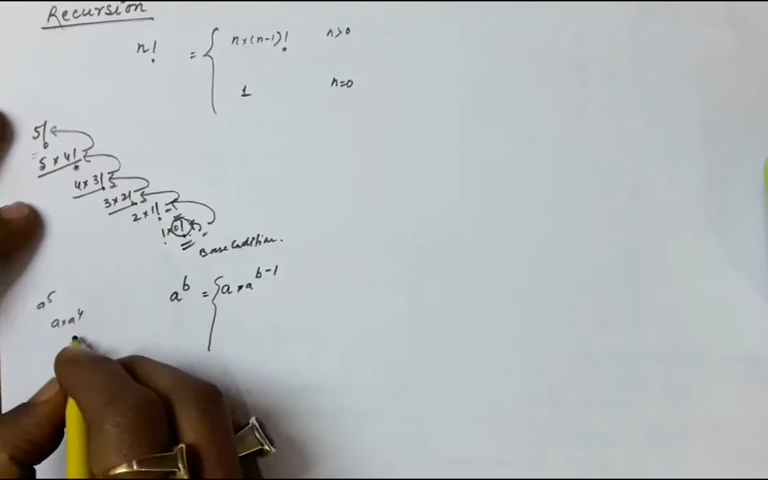 Recursion
n! = { n×(n-1)! n>0
1 n=0
5!
= 5 × 4!
4×3!
3×2!
2×1!
1×0!
Base Condition.
a^b = { a × a^{b-1}
a^5
a×a^4